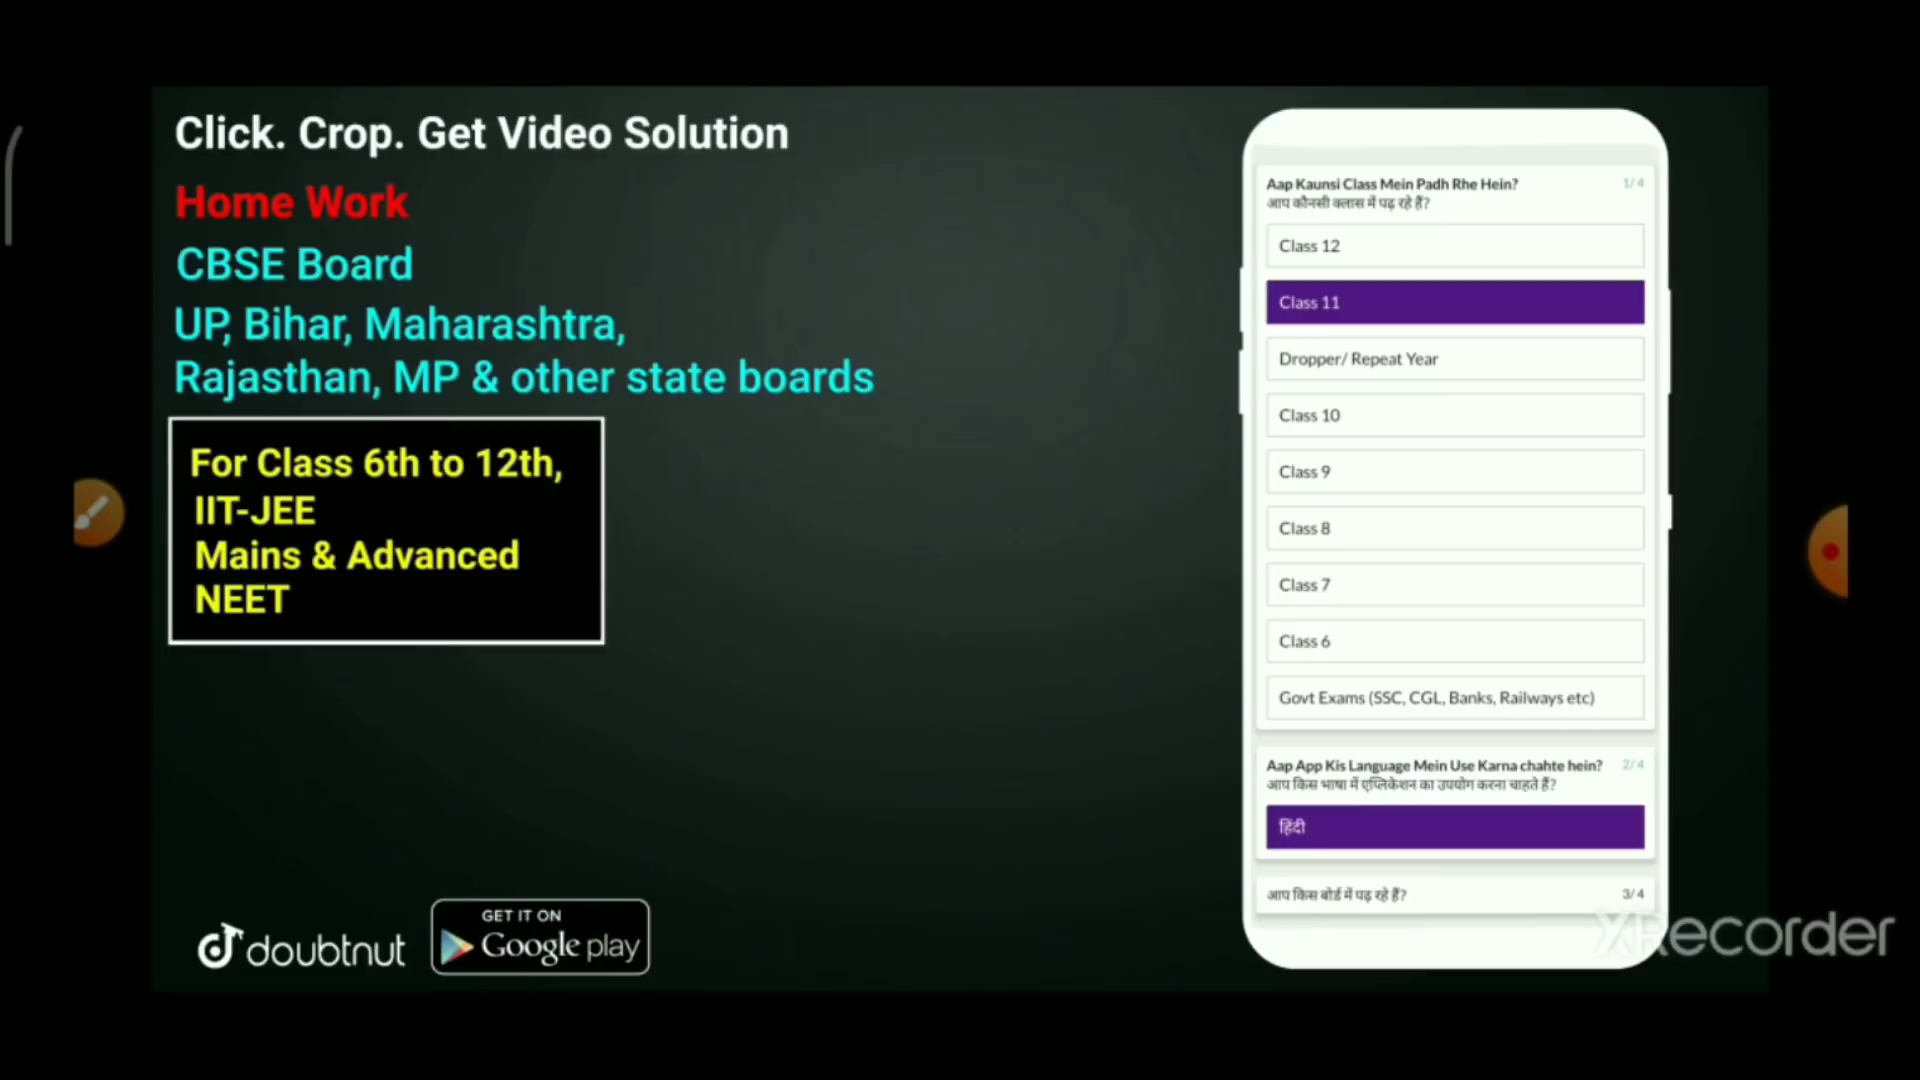 Click. Crop. Get Video Solution
Home Work
CBSE Board
UP, Bihar, Maharashtra,
Rajasthan, MP & other state boards
For Class 6th to 12th,
IIT-JEE
Mains & Advanced
NEET
doubtnut
GET IT ON
Google play
Aap Kaunsi Class Mein Padh Rhe Hein? 1/4
आप कौनसी क्लास में पढ़ रहे हैं?
Class 12
Class 11
Dropper/ Repeat Year
Class 10
Class 9
Class 8
Class 7
Class 6
Govt Exams (SSC, CGL, Banks, Railways etc)
Aap App Kis Language Mein Use Karna chahte hein? 2/4
आप किस भाषा में एप्लिकेशन का उपयोग करना चाहते हैं?
हिंदी
आप किस बोर्ड में पढ़ रहे हैं? 3/4
XRecorder